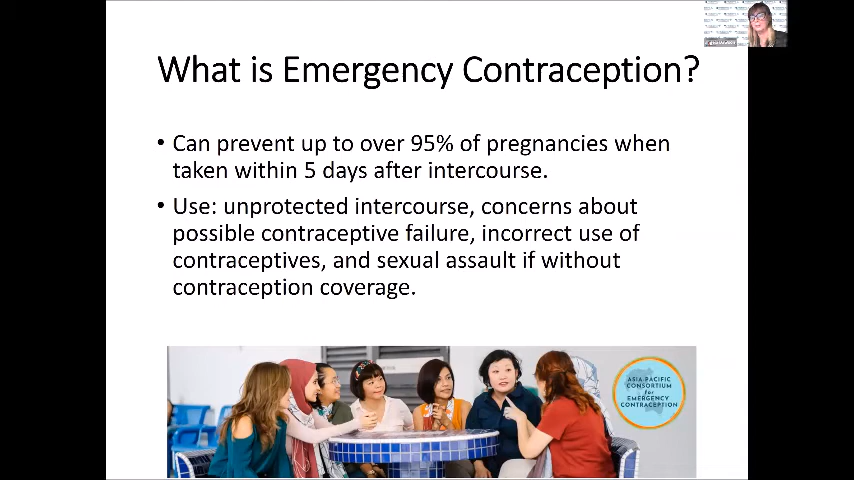 What is Emergency Contraception?
• Can prevent up to over 95% of pregnancies when
taken within 5 days after intercourse.
• Use: unprotected intercourse, concerns about
possible contraceptive failure, incorrect use of
contraceptives, and sexual assault if without
contraception coverage.
ASIA PACIFIC
CONSORTIUM
for
EMERGENCY
CONTRACEPTION